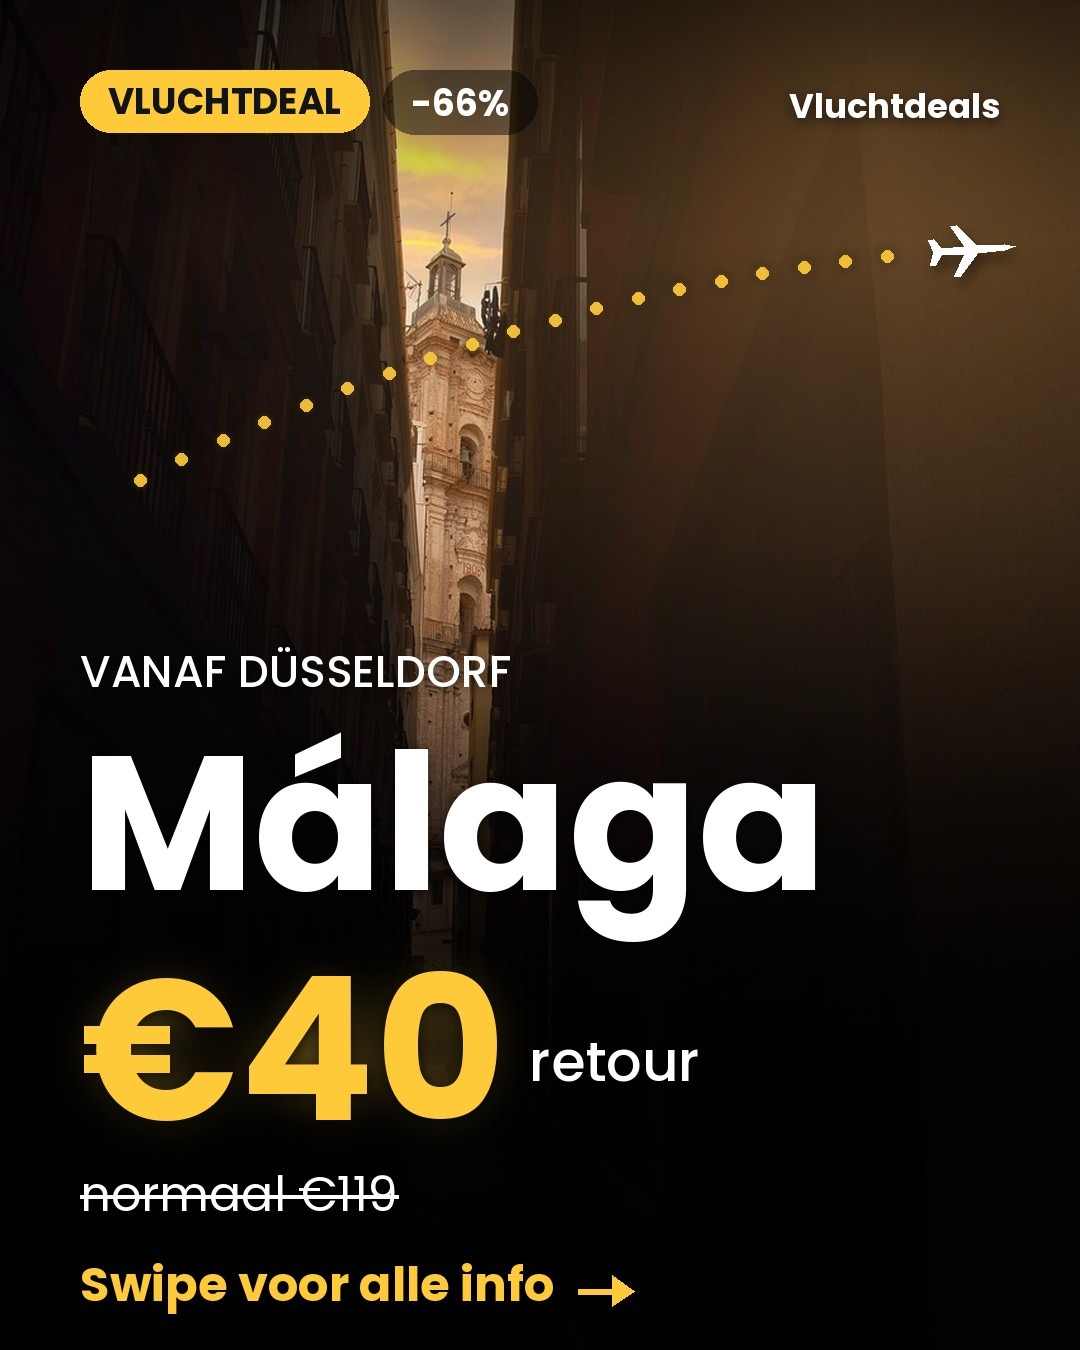 VLUCHTDEAL
-66%
Vluchtdeals
VANAF DÜSSELDORF
Málaga
€40 retour
normaal €119
Swipe voor alle info →